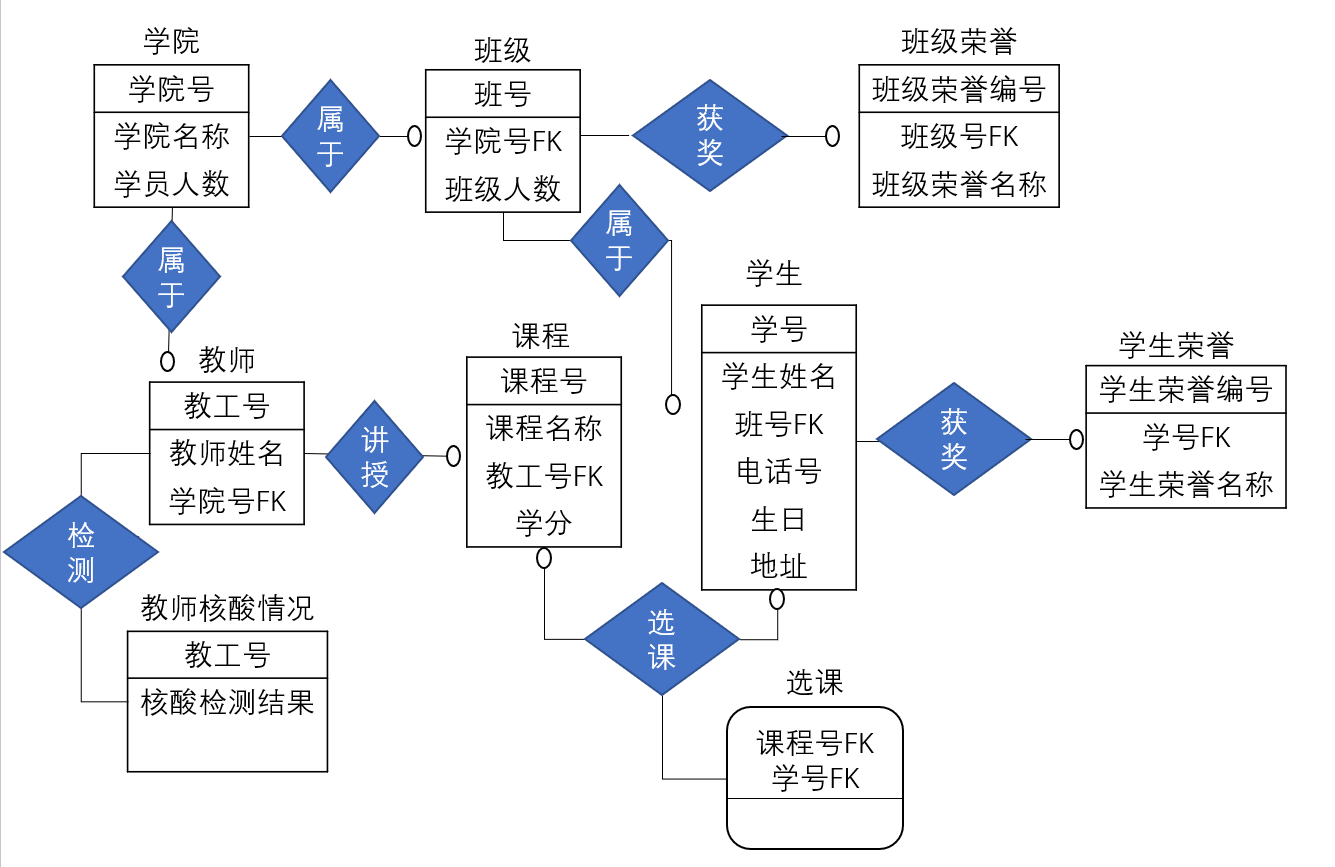 学院
学院号
学院名称
学员人数
属
于
班级
班号
学院号FK
班级人数
获
奖
班级荣誉
班级荣誉编号
班级号FK
班级荣誉名称
属
于
属
于
教师
教工号
教师姓名
学院号FK
讲
授
课程
课程号
课程名称
教工号FK
学分
学生
学号
学生姓名
班号FK
电话号
生日
地址
获
奖
学生荣誉
学生荣誉编号
学号FK
学生荣誉名称
检
测
教师核酸情况
教工号
核酸检测结果
选
课
选课
课程号FK
学号FK